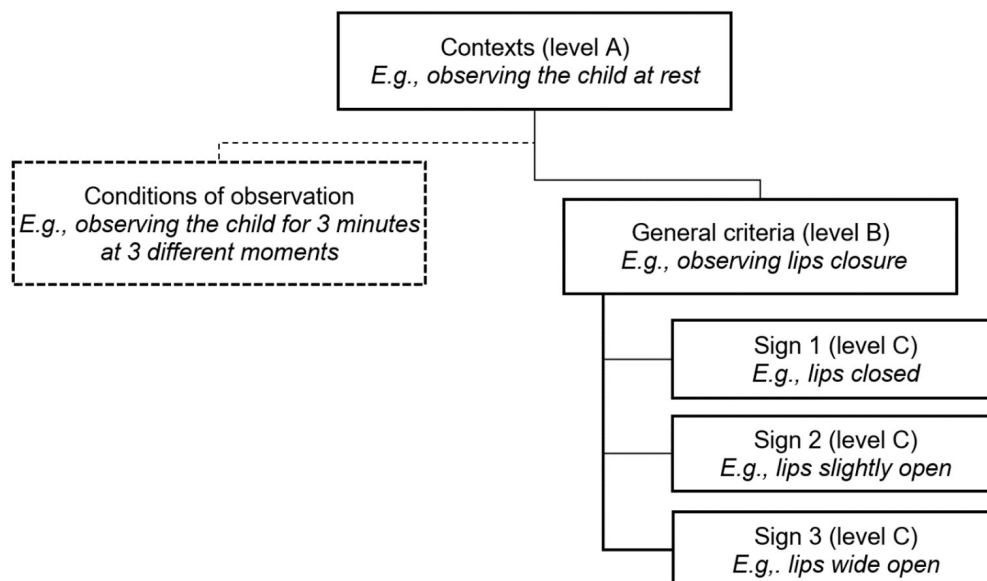 Contexts (level A)
E.g., observing the child at rest
Conditions of observation
E.g., observing the child for 3 minutes
at 3 different moments
General criteria (level B)
E.g., observing lips closure
Sign 1 (level C)
E.g., lips closed
Sign 2 (level C)
E.g., lips slightly open
Sign 3 (level C)
E.g,. lips wide open